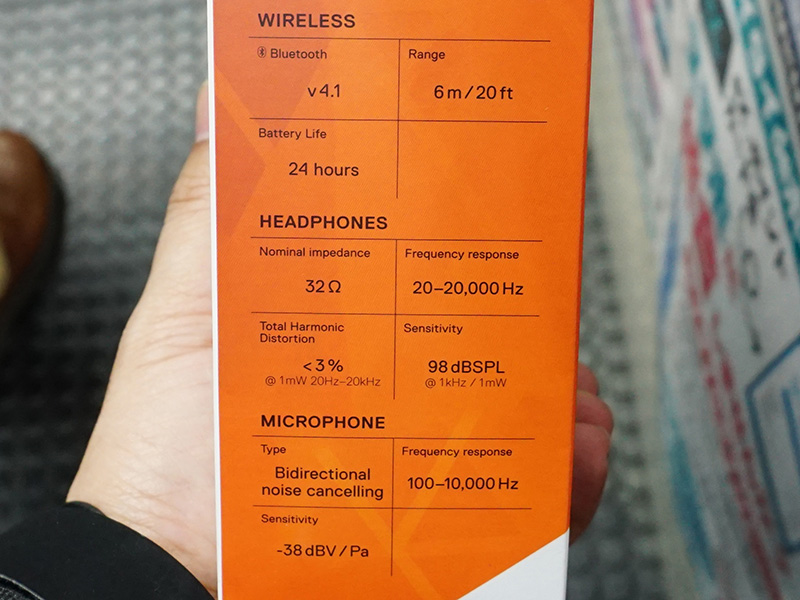 WIRELESS
Bluetooth
Range
v 4.1
6 m / 20 ft
Battery Life
24 hours
HEADPHONES
Nominal impedance
Frequency response
32 Ω
20–20,000 Hz
Total Harmonic
Distortion
Sensitivity
< 3 %
@ 1mW 20Hz–20kHz
98 dBSPL
@ 1kHz / 1mW
MICROPHONE
Type
Frequency response
Bidirectional
noise cancelling
100–10,000 Hz
Sensitivity
-38 dBV / Pa